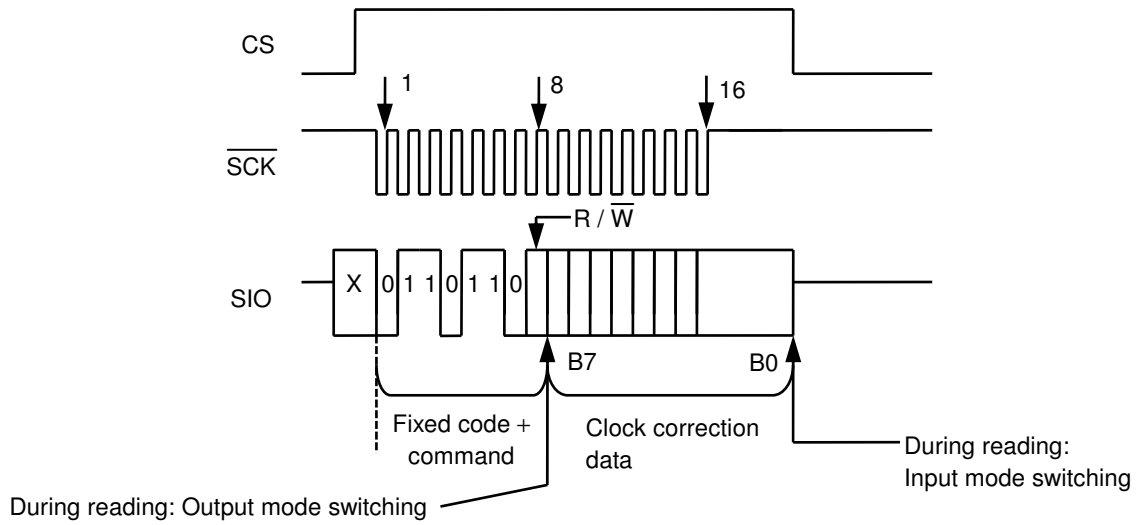 CS
1
8
16
SCK
R / W
X 0 1 1 0 1 1 0
SIO
B7
B0
Fixed code +
command
Clock correction
data
During reading:
Input mode switching
During reading: Output mode switching